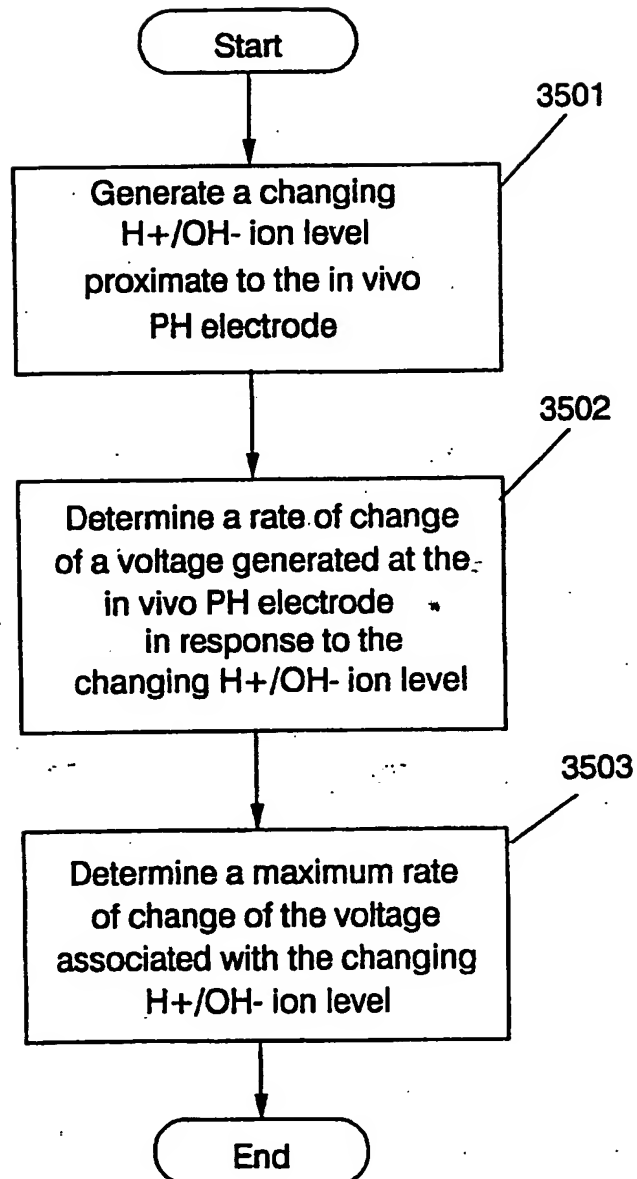 Start
3501
Generate a changing
H+/OH- ion level
proximate to the in vivo
PH electrode
3502
Determine a rate of change
of a voltage generated at the
in vivo PH electrode
in response to the
changing H+/OH- ion level
3503
Determine a maximum rate
of change of the voltage
associated with the changing
H+/OH- ion level
End